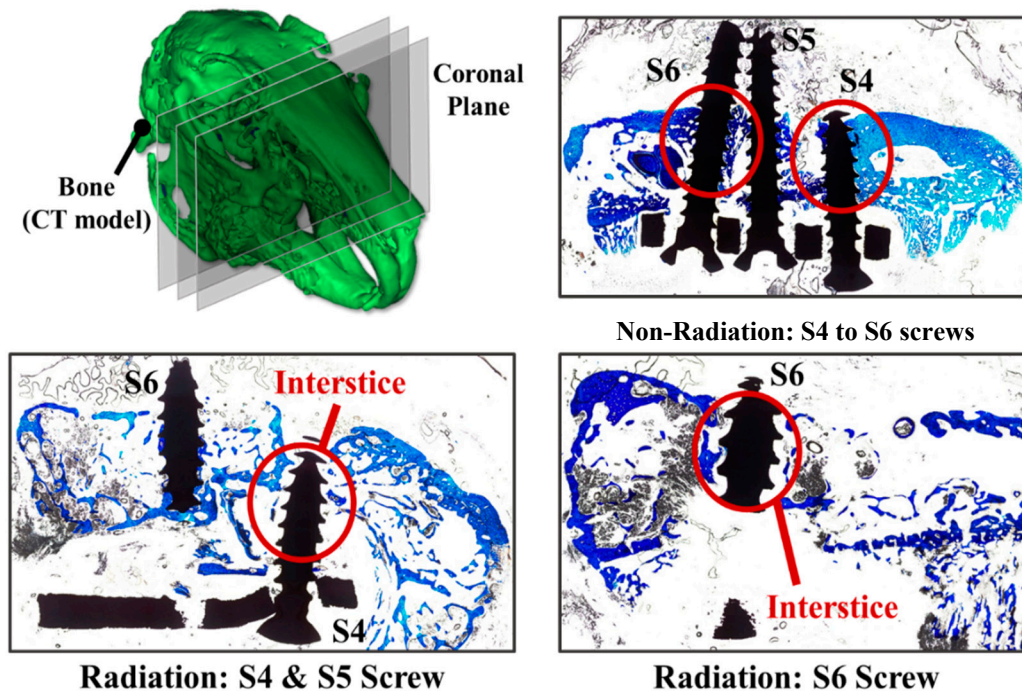 Coronal
Plane
Bone
(CT model)
S5
S6
S4
Non-Radiation: S4 to S6 screws
S6
Interstice
S4
Radiation: S4 & S5 Screw
S6
Interstice
Radiation: S6 Screw